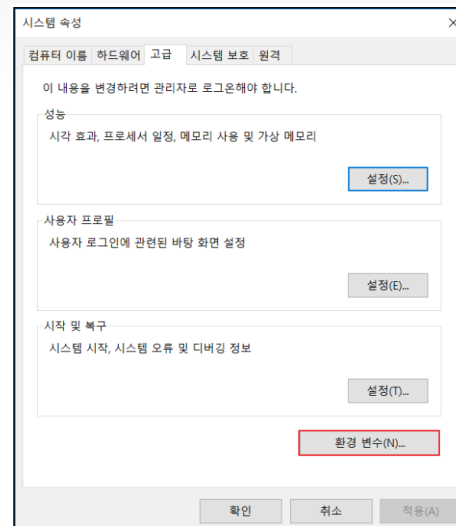 시스템 속성
컴퓨터 이름 하드웨어 고급 시스템 보호 원격
이 내용을 변경하려면 관리자로 로그온해야 합니다.
성능
시각 효과, 프로세서 일정, 메모리 사용 및 가상 메모리
설정(S)...
사용자 프로필
사용자 로그인에 관련된 바탕 화면 설정
설정(E)...
시작 및 복구
시스템 시작, 시스템 오류 및 디버깅 정보
설정(T)...
환경 변수(N)...
확인 취소 적용(A)